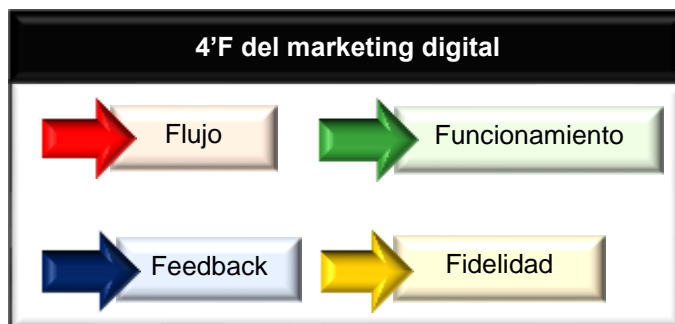 4’F del marketing digital
Flujo
Funcionamiento
Feedback
Fidelidad